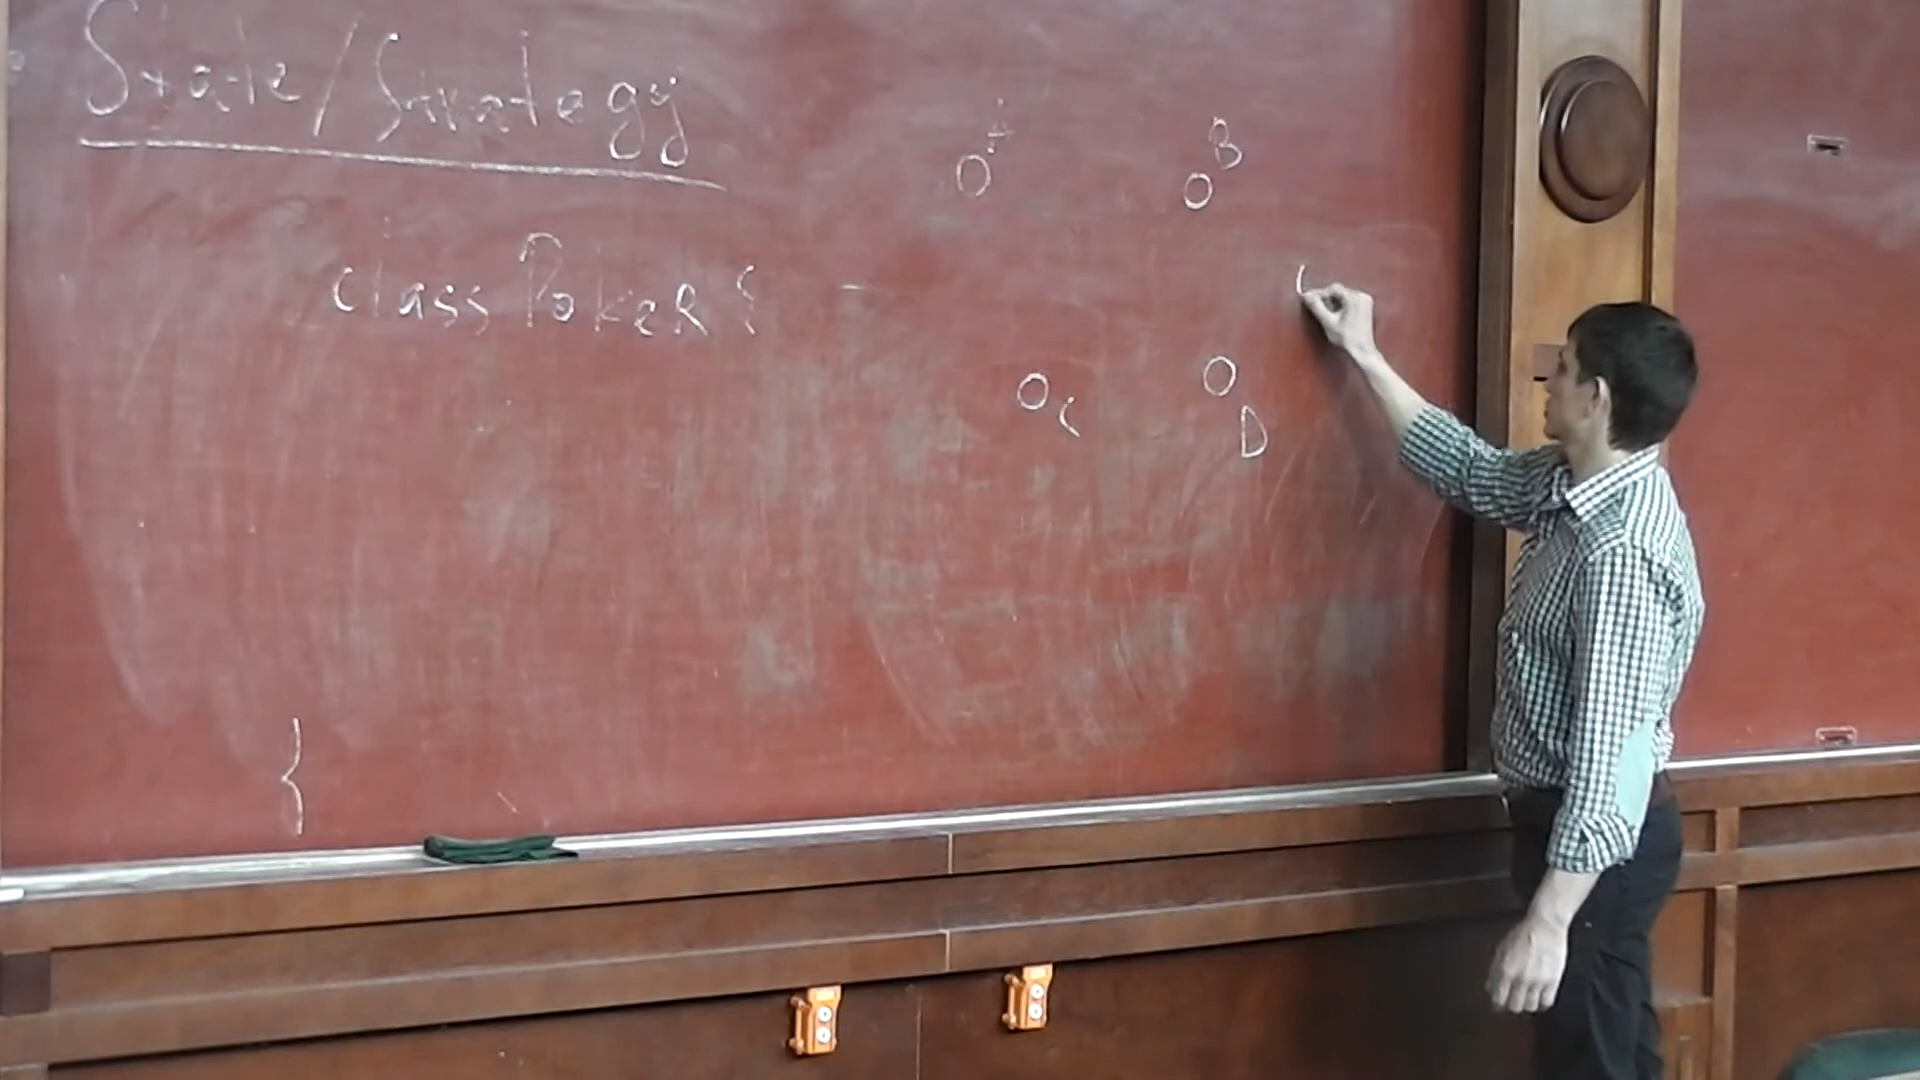 State/Strategy
class PokeR {
A
O
B
O
O
C
O
D
}